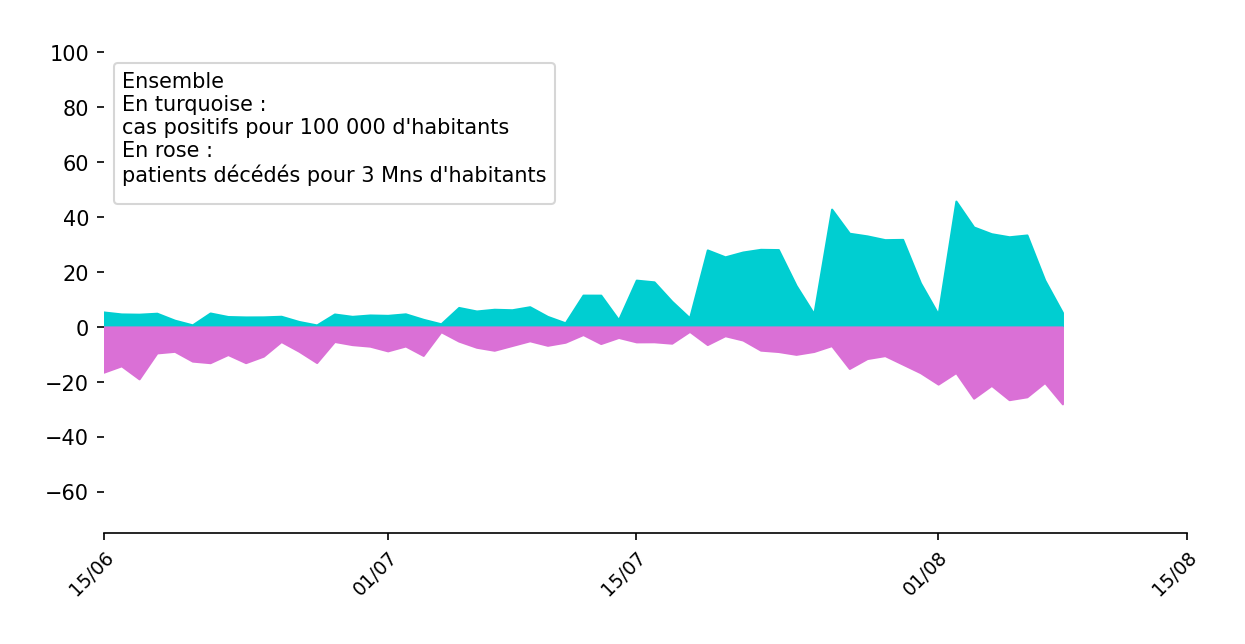 100
80
60
40
20
0
−20
−40
−60
Ensemble
En turquoise :
cas positifs pour 100 000 d'habitants
En rose :
patients décédés pour 3 Mns d'habitants
15/06
01/07
15/07
01/08
15/08